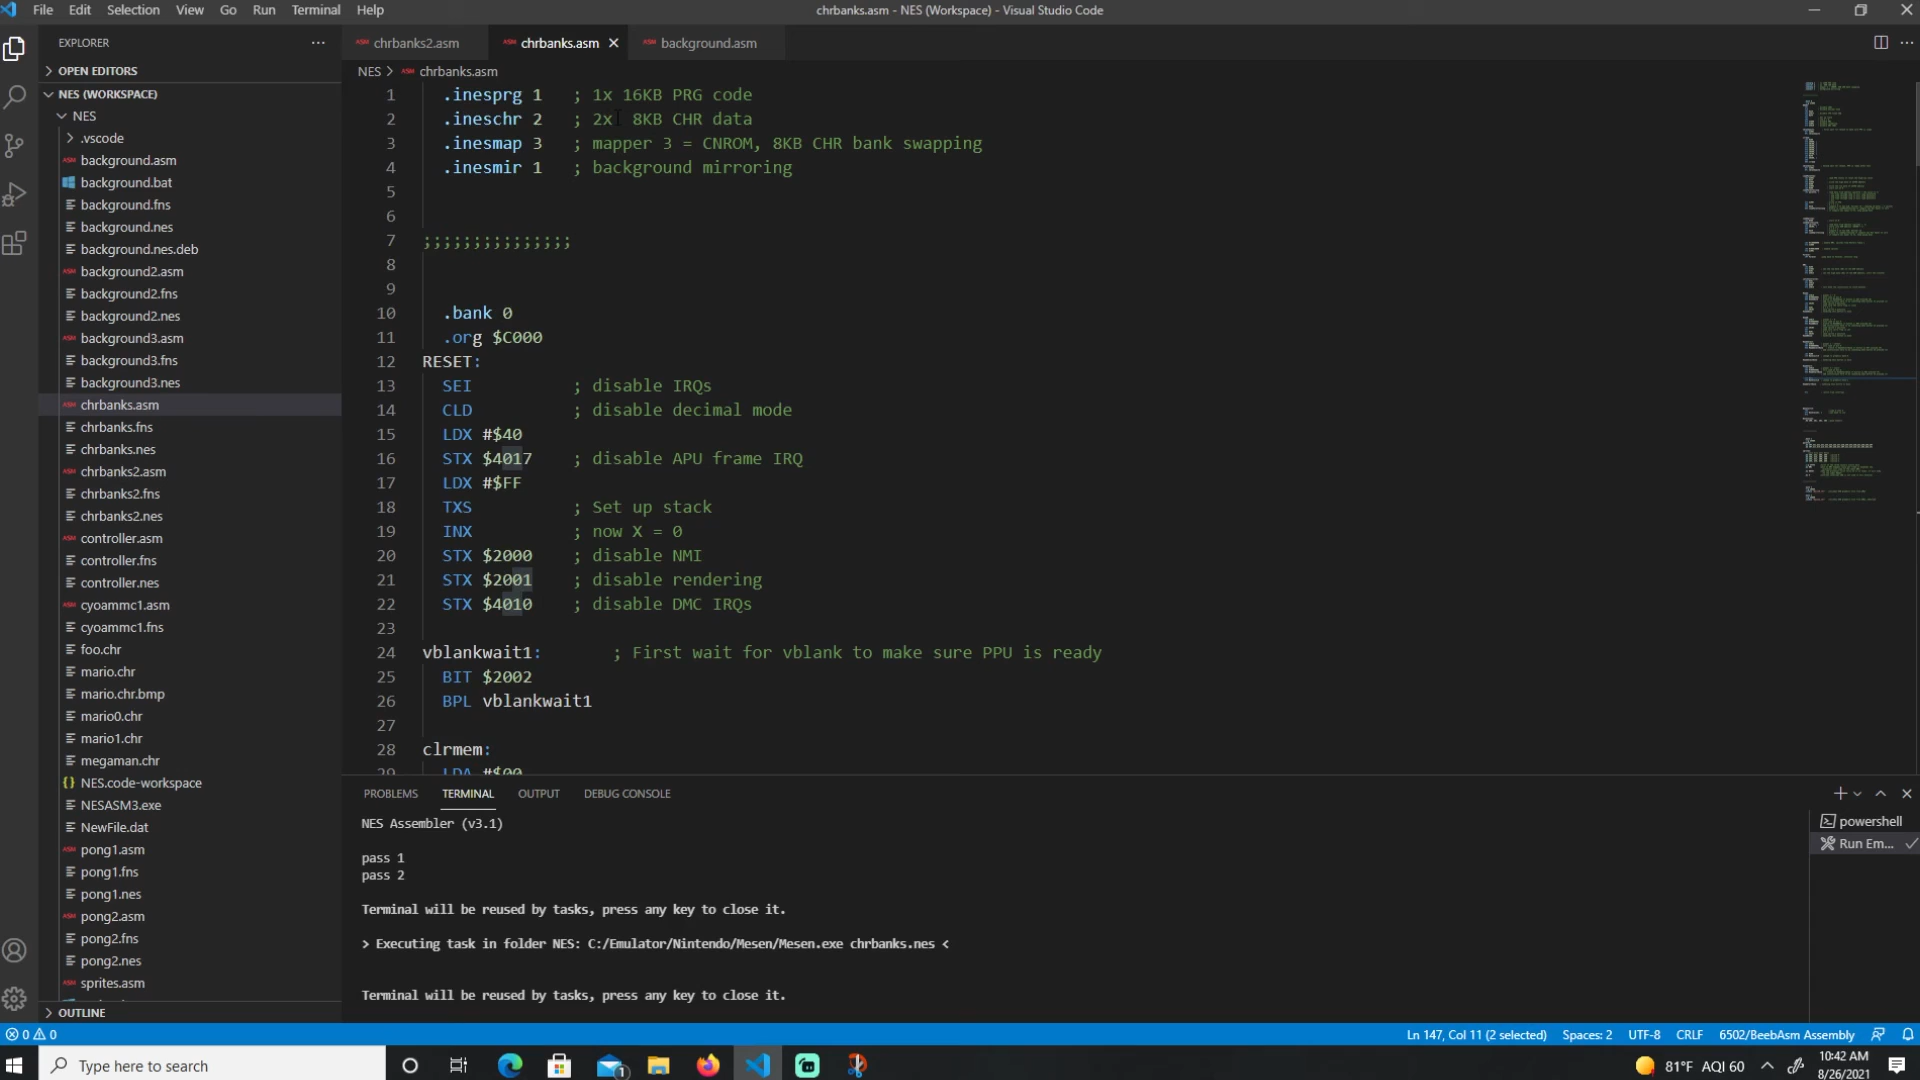 File Edit Selection View Go Run Terminal Help
chrbanks.asm - NES (Workspace) - Visual Studio Code
EXPLORER
OPEN EDITORS
NES (WORKSPACE)
NES
.vscode
background.asm
background.bat
background.fns
background.nes
background.nes.deb
background2.asm
background2.fns
background2.nes
background3.asm
background3.fns
background3.nes
chrbanks.asm
chrbanks.fns
chrbanks.nes
chrbanks2.asm
chrbanks2.fns
chrbanks2.nes
controller.asm
controller.fns
controller.nes
cyoammc1.asm
cyoammc1.fns
foo.chr
mario.chr
mario.chr.bmp
mario0.chr
mario1.chr
megaman.chr
NES.code-workspace
NESASM3.exe
NewFile.dat
pong1.asm
pong1.fns
pong1.nes
pong2.asm
pong2.fns
pong2.nes
sprites.asm
OUTLINE
chrbanks2.asm chrbanks.asm background.asm
NES > chrbanks.asm
1 .inesprg 1 ; 1x 16KB PRG code
2 .ineschr 2 ; 2x 8KB CHR data
3 .inesmap 3 ; mapper 3 = CNROM, 8KB CHR bank swapping
4 .inesmir 1 ; background mirroring
5
6
7 ;;;;;;;;;;;;;;;
8
9
10 .bank 0
11 .org $C000
12 RESET:
13 SEI ; disable IRQs
14 CLD ; disable decimal mode
15 LDX #$40
16 STX $4017 ; disable APU frame IRQ
17 LDX #$FF
18 TXS ; Set up stack
19 INX ; now X = 0
20 STX $2000 ; disable NMI
21 STX $2001 ; disable rendering
22 STX $4010 ; disable DMC IRQs
23
24 vblankwait1: ; First wait for vblank to make sure PPU is ready
25 BIT $2002
26 BPL vblankwait1
27
28 clrmem:
29 LDA #$00
PROBLEMS TERMINAL OUTPUT DEBUG CONSOLE
NES Assembler (v3.1)
pass 1
pass 2
Terminal will be reused by tasks, press any key to close it.
> Executing task in folder NES: C:/Emulator/Nintendo/Mesen/Mesen.exe chrbanks.nes <
Terminal will be reused by tasks, press any key to close it.
powershell
Run Em...
0 0
Ln 147, Col 11 (2 selected) Spaces: 2 UTF-8 CRLF 6502/BeebAsm Assembly
Type here to search
1
81°F AQI 60
10:42 AM
8/26/2021